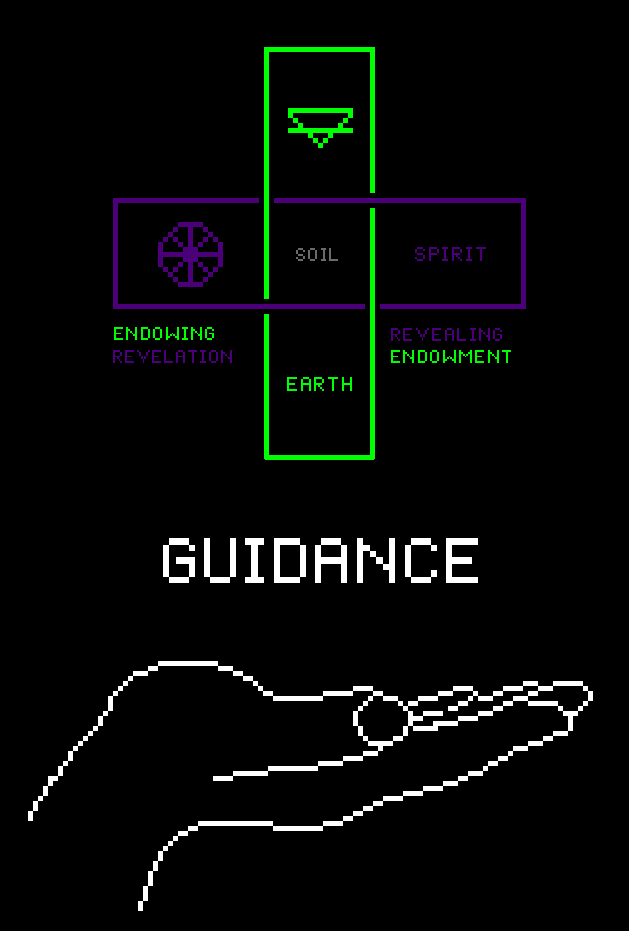 SOIL
SPIRIT
ENDOWING
REVELATION
REVEALING
ENDOWMENT
EARTH
GUIDANCE